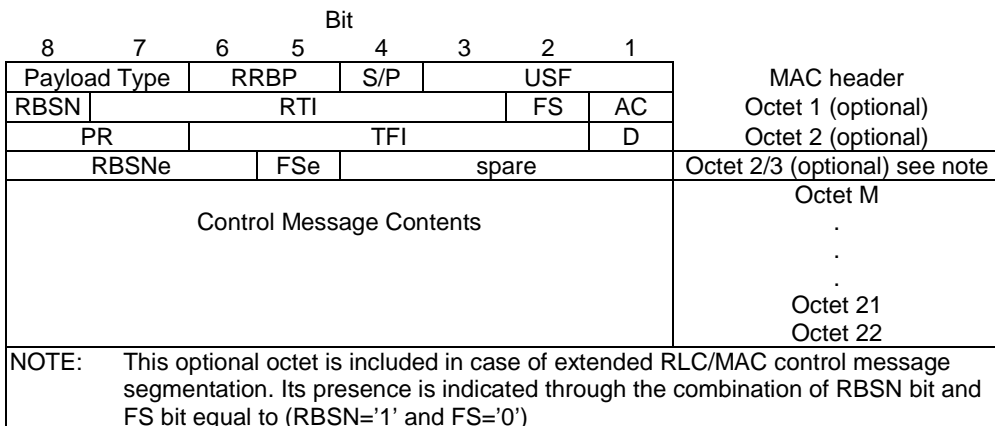 Bit
8 7 6 5 4 3 2 1
Payload Type RRBP S/P USF MAC header
RBSN RTI FS AC Octet 1 (optional)
PR TFI D Octet 2 (optional)
RBSNe FSe spare Octet 2/3 (optional) see note
Octet M
Control Message Contents .
.
.
Octet 21
Octet 22
NOTE: This optional octet is included in case of extended RLC/MAC control message
segmentation. Its presence is indicated through the combination of RBSN bit and
FS bit equal to (RBSN='1' and FS='0')